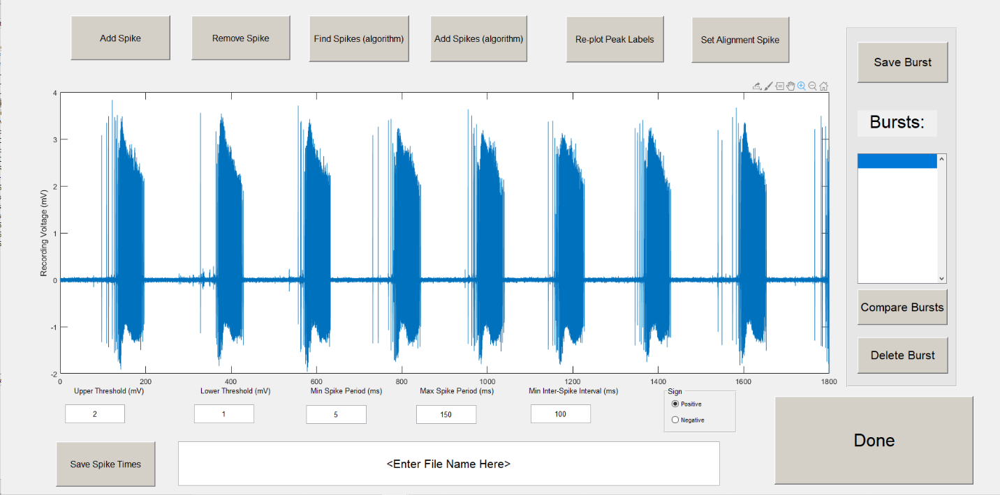 Add Spike
Remove Spike
Find Spikes (algorithm)
Add Spikes (algorithm)
Re-plot Peak Labels
Set Alignment Spike
Save Burst
Bursts:
Compare Bursts
Delete Burst
4
3
2
1
0
-1
-2
Recording Voltage (mV)
0 200 400 600 800 1000 1200 1400 1600 1800
Upper Threshold (mV)
2
Lower Threshold (mV)
1
Min Spike Period (ms)
5
Max Spike Period (ms)
150
Min Inter-Spike Interval (ms)
100
Sign
Positive
Negative
Save Spike Times
<Enter File Name Here>
Done